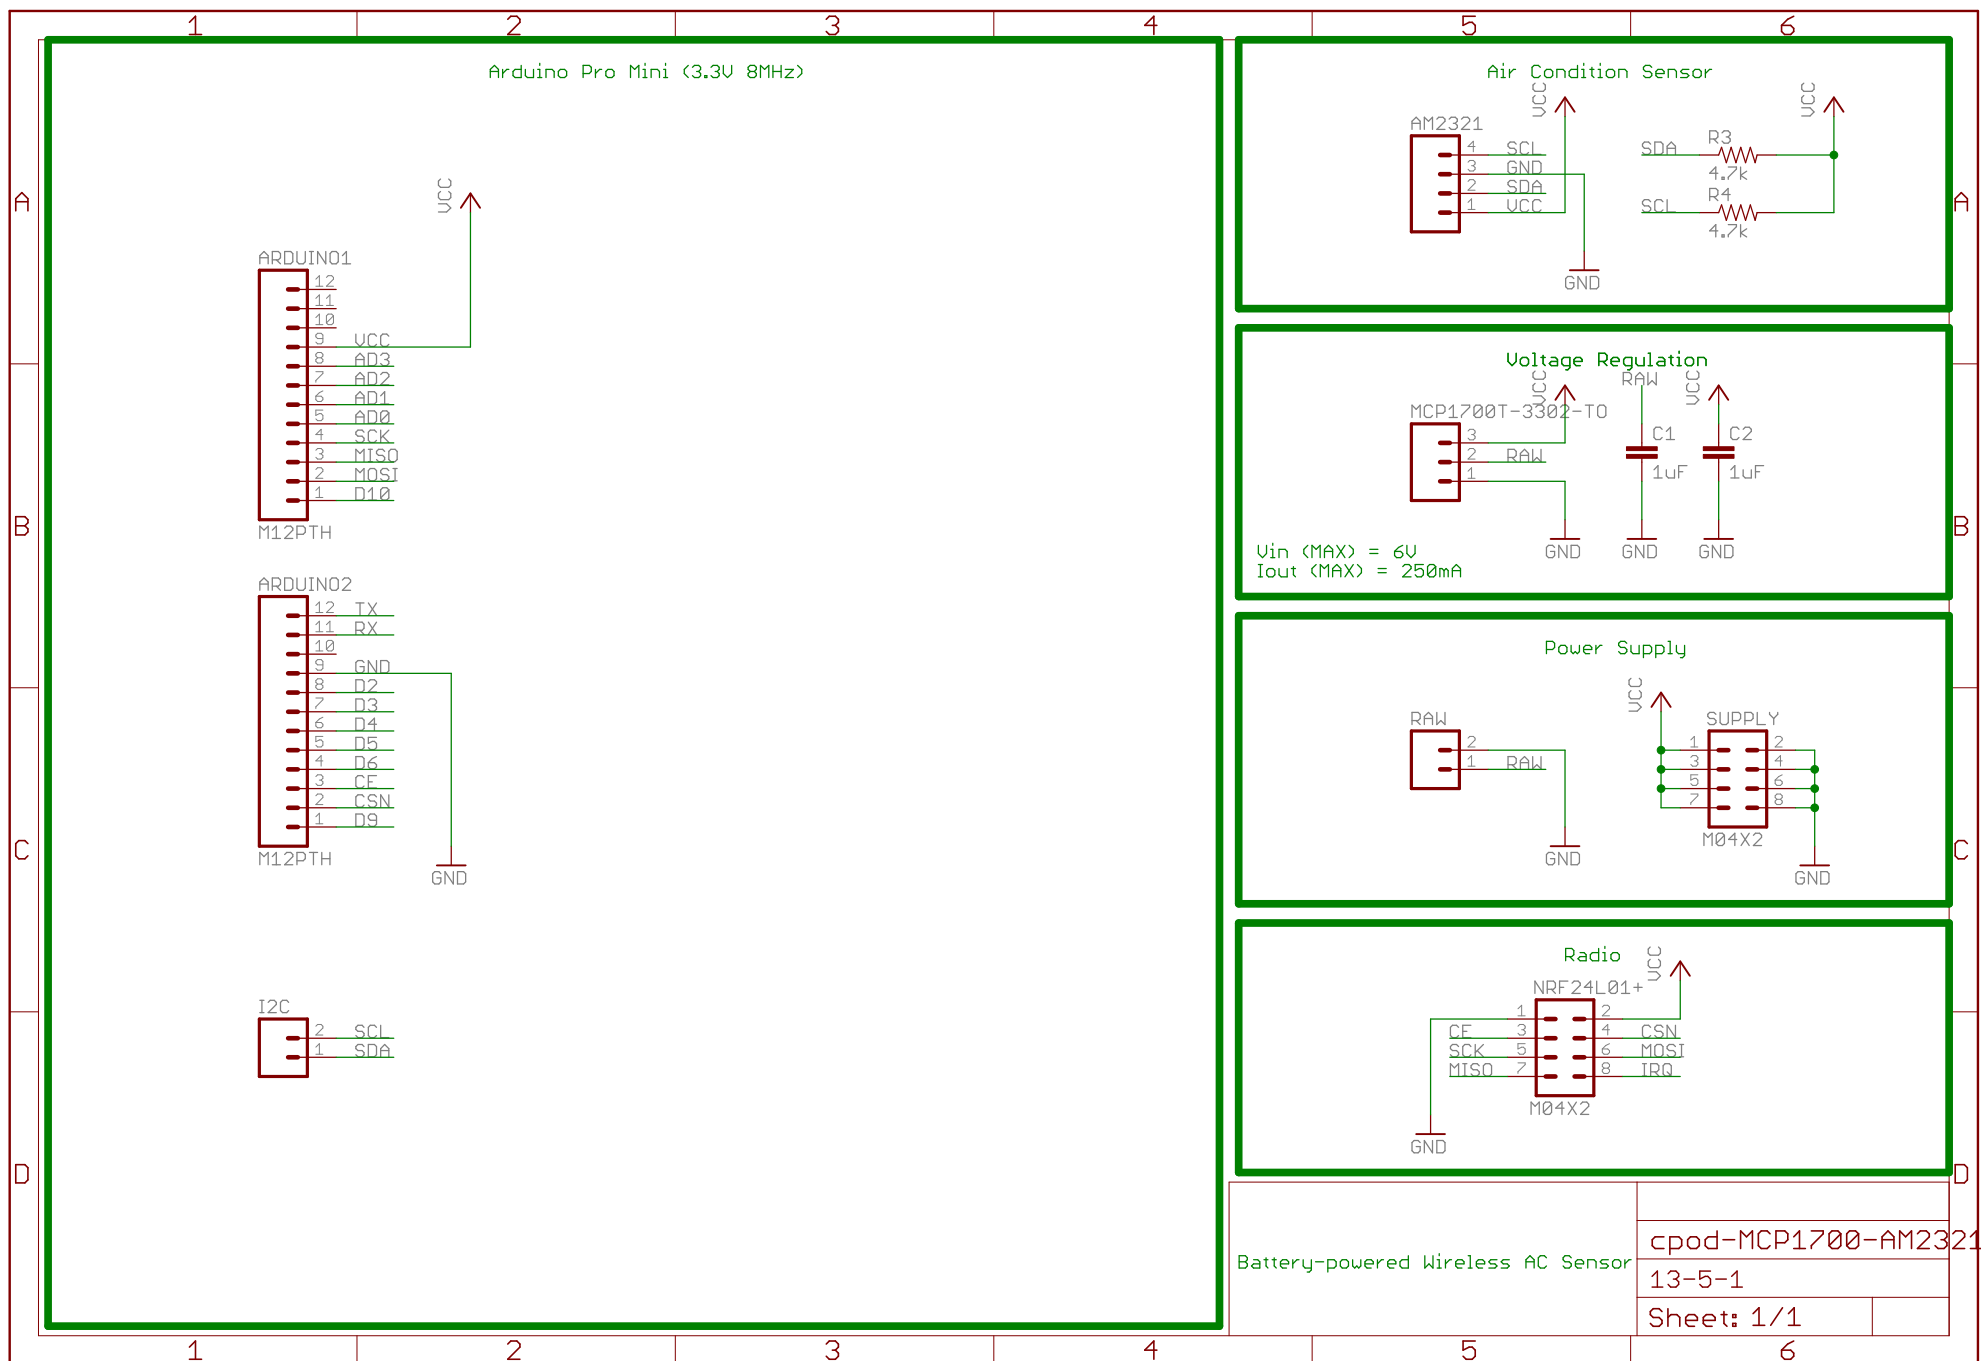 1 2 3 4 5 6
A
B
C
D
Arduino Pro Mini (3.3V 8MHz)
VCC
ARDUINO1
12
11
10
9 VCC
8 AD3
7 AD2
6 AD1
5 AD0
4 SCK
3 MISO
2 MOSI
1 D10
M12PTH
ARDUINO2
12 TX
11 RX
10
9 GND
8 D2
7 D3
6 D4
5 D5
4 D6
3 CE
2 CSN
1 D9
M12PTH
GND
I2C
2 SCL
1 SDA
Air Condition Sensor
VCC
VCC
AM2321
4 SCL
3 GND
2 SDA
1 VCC
GND
SDA R3
4.7k
SCL R4
4.7k
Voltage Regulation
VCC RAW VCC
MCP1700T-3302-TO
3
2 RAW
1
C1
1uF
C2
1uF
GND GND GND
Vin (MAX) = 6V
Iout (MAX) = 250mA
Power Supply
RAW
2
1 RAW
GND
VCC
SUPPLY
1 2
3 4
5 6
7 8
M04X2
GND
Radio
VCC
NRF24L01+
1 2
CE 3 4 CSN
SCK 5 6 MOSI
MISO 7 8 IRQ
M04X2
GND
Battery-powered Wireless AC Sensor
cpod-MCP1700-AM2321
13-5-1
Sheet: 1/1
A
B
C
D
1 2 3 4 5 6